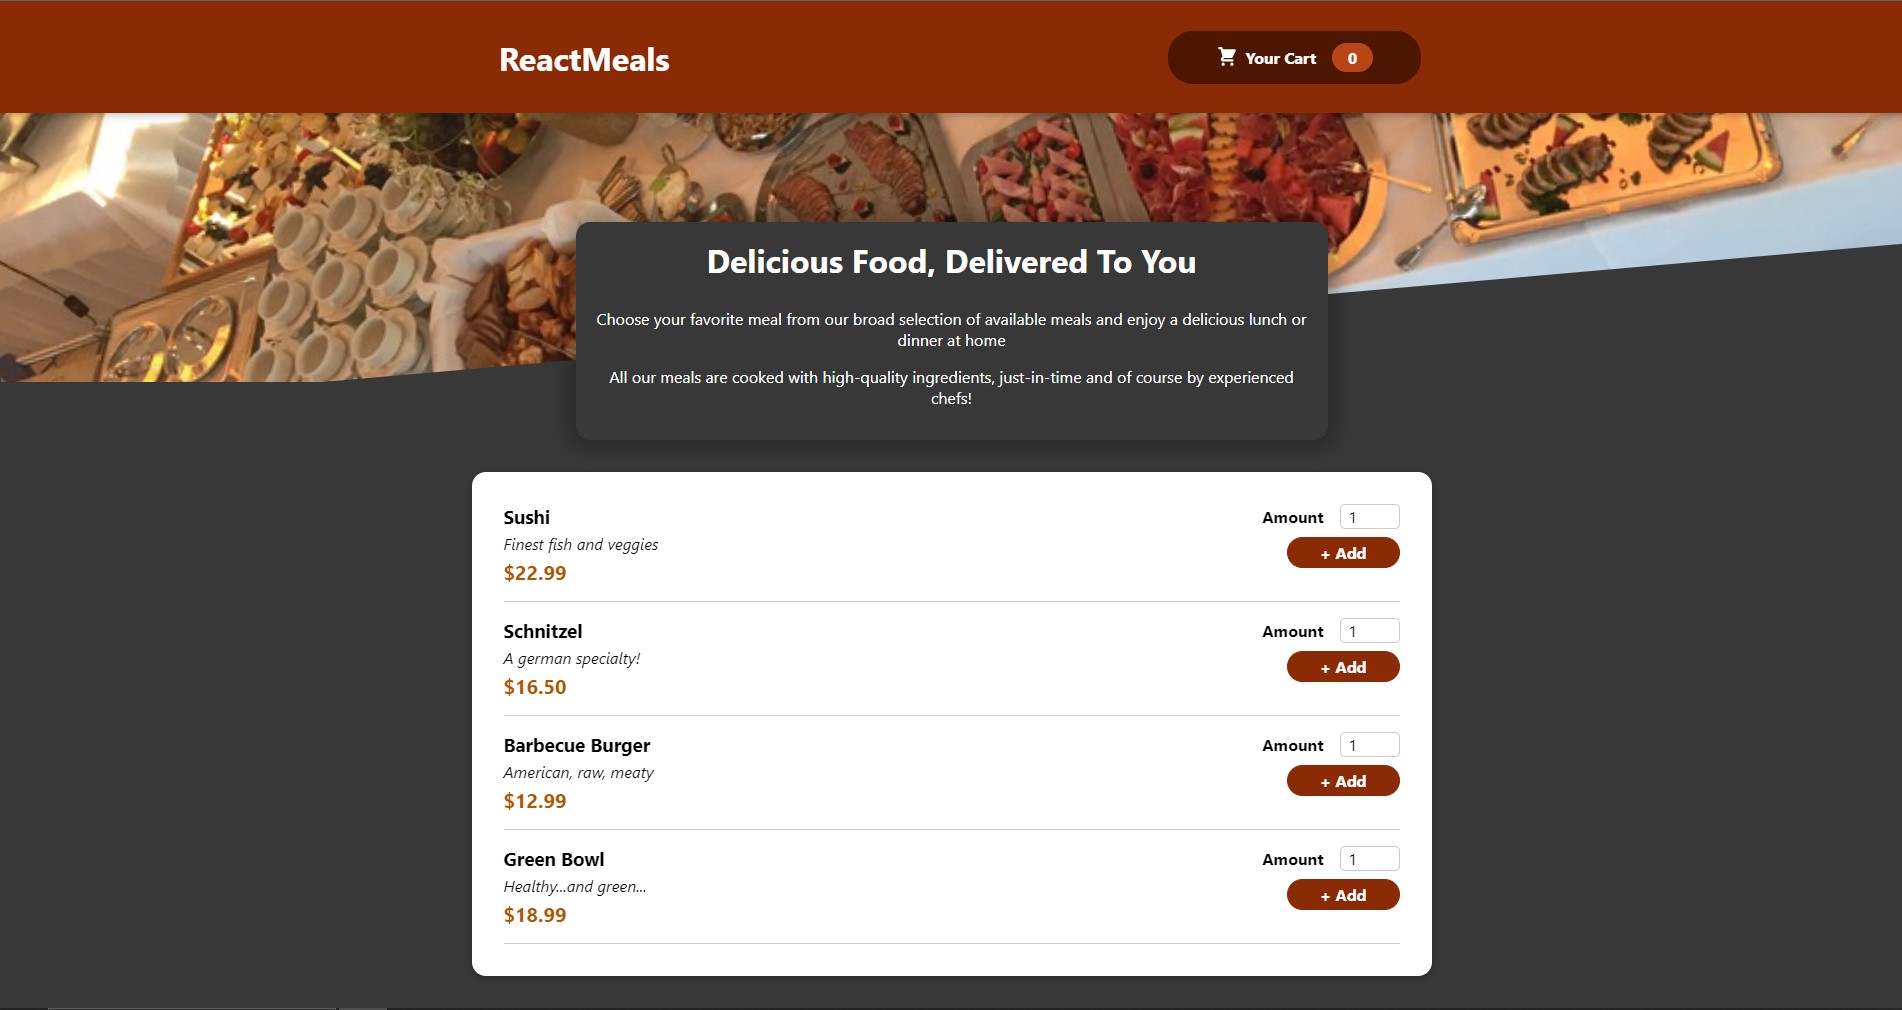 ReactMeals
Your Cart 0
Delicious Food, Delivered To You
Choose your favorite meal from our broad selection of available meals and enjoy a delicious lunch or
dinner at home
All our meals are cooked with high-quality ingredients, just-in-time and of course by experienced
chefs!
Sushi
Finest fish and veggies
$22.99
Amount 1
+ Add
Schnitzel
A german specialty!
$16.50
Amount 1
+ Add
Barbecue Burger
American, raw, meaty
$12.99
Amount 1
+ Add
Green Bowl
Healthy...and green...
$18.99
Amount 1
+ Add